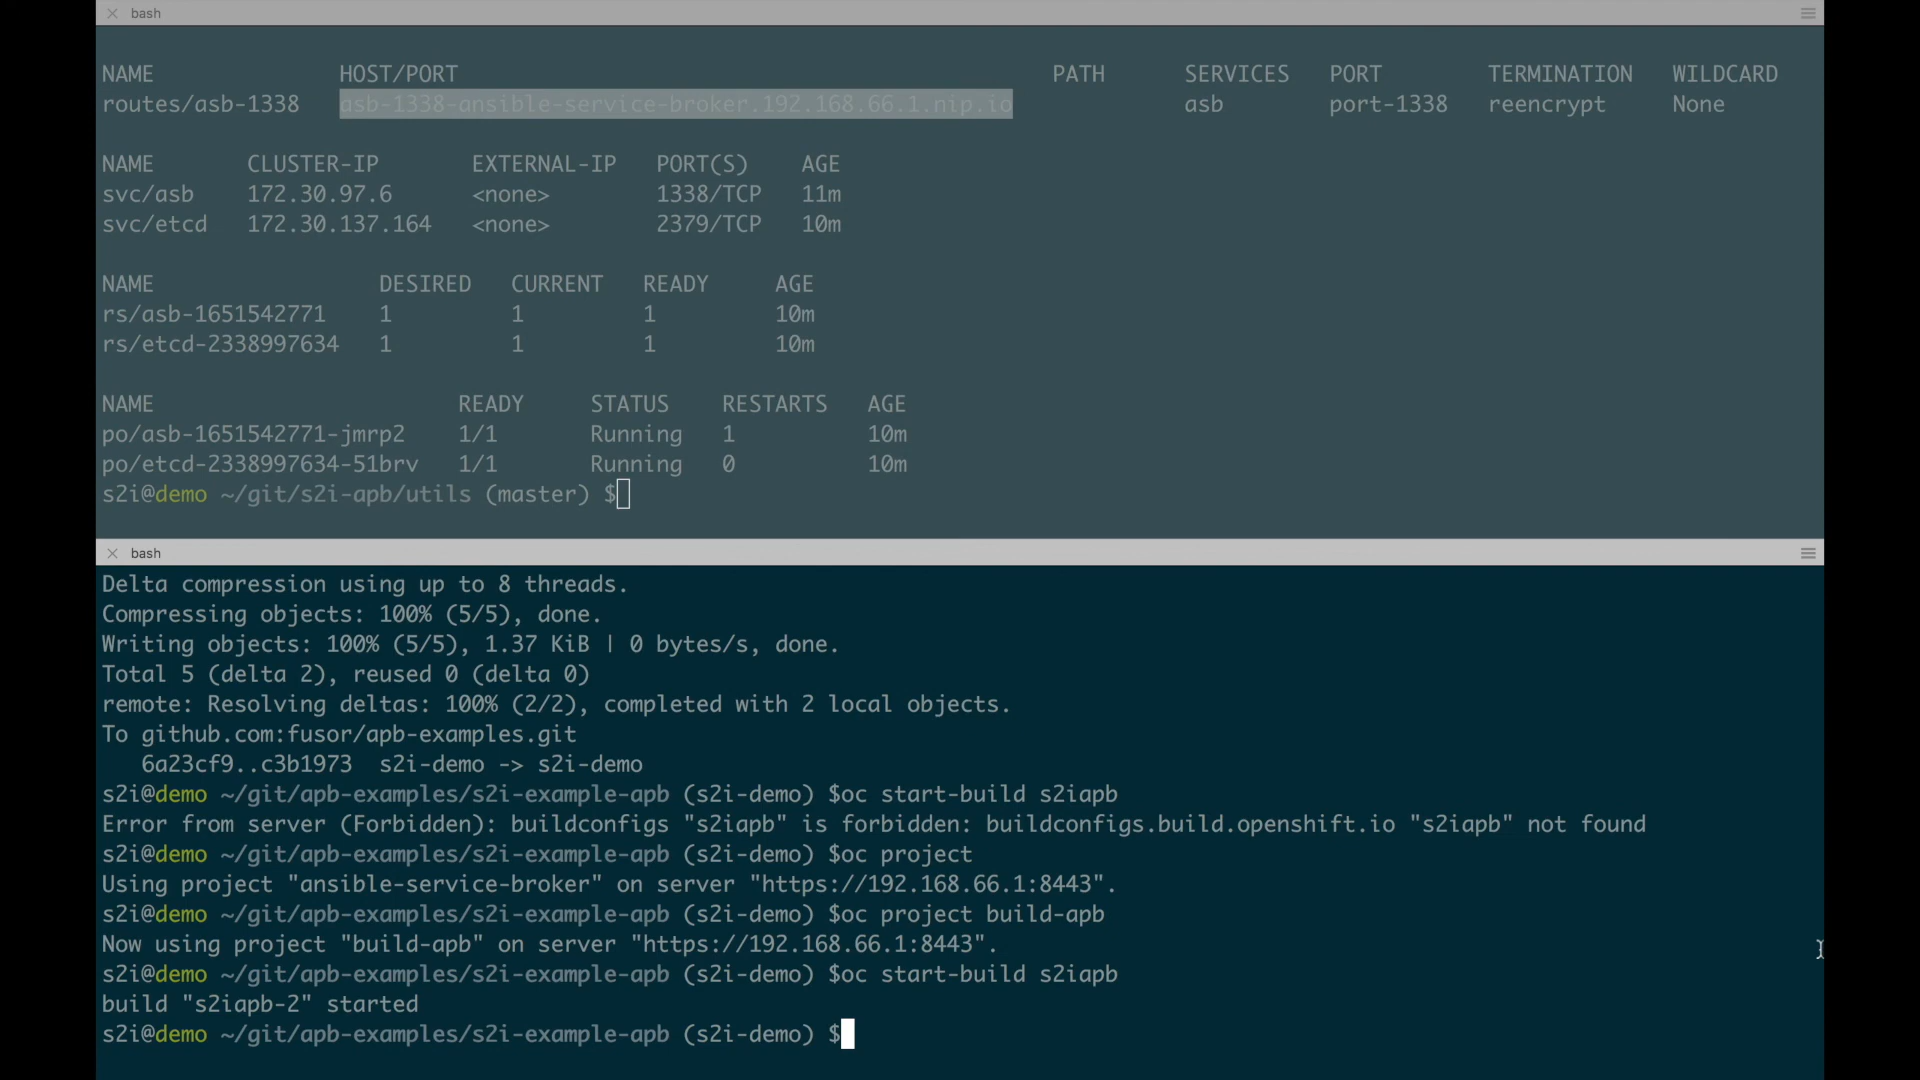 bash
NAME HOST/PORT PATH SERVICES PORT TERMINATION WILDCARD
routes/asb-1338 asb-1338-ansible-service-broker.192.168.66.1.nip.io asb port-1338 reencrypt None
NAME CLUSTER-IP EXTERNAL-IP PORT(S) AGE
svc/asb 172.30.97.6 <none> 1338/TCP 11m
svc/etcd 172.30.137.164 <none> 2379/TCP 10m
NAME DESIRED CURRENT READY AGE
rs/asb-1651542771 1 1 1 10m
rs/etcd-2338997634 1 1 1 10m
NAME READY STATUS RESTARTS AGE
po/asb-1651542771-jmrp2 1/1 Running 1 10m
po/etcd-2338997634-51brv 1/1 Running 0 10m
s2i@demo ~/git/s2i-apb/utils (master) $
bash
Delta compression using up to 8 threads.
Compressing objects: 100% (5/5), done.
Writing objects: 100% (5/5), 1.37 KiB | 0 bytes/s, done.
Total 5 (delta 2), reused 0 (delta 0)
remote: Resolving deltas: 100% (2/2), completed with 2 local objects.
To github.com:fusor/apb-examples.git
6a23cf9..c3b1973 s2i-demo -> s2i-demo
s2i@demo ~/git/apb-examples/s2i-example-apb (s2i-demo) $oc start-build s2iapb
Error from server (Forbidden): buildconfigs "s2iapb" is forbidden: buildconfigs.build.openshift.io "s2iapb" not found
s2i@demo ~/git/apb-examples/s2i-example-apb (s2i-demo) $oc project
Using project "ansible-service-broker" on server "https://192.168.66.1:8443".
s2i@demo ~/git/apb-examples/s2i-example-apb (s2i-demo) $oc project build-apb
Now using project "build-apb" on server "https://192.168.66.1:8443".
s2i@demo ~/git/apb-examples/s2i-example-apb (s2i-demo) $oc start-build s2iapb
build "s2iapb-2" started
s2i@demo ~/git/apb-examples/s2i-example-apb (s2i-demo) $